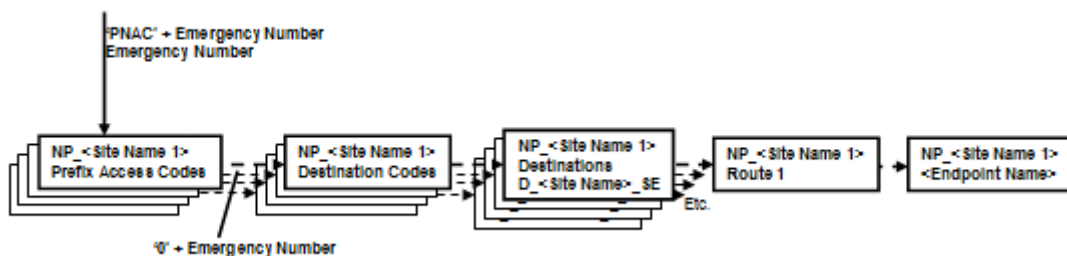 'PNAC' + Emergency Number
Emergency Number
NP_<Site Name 1>
Prefix Access Codes
NP_<Site Name 1>
Destination Codes
NP_<Site Name 1>
Destinations
D_<Site Name>_SE
Etc.
NP_<Site Name 1>
Route 1
NP_<Site Name 1>
<Endpoint Name>
'0' + Emergency Number